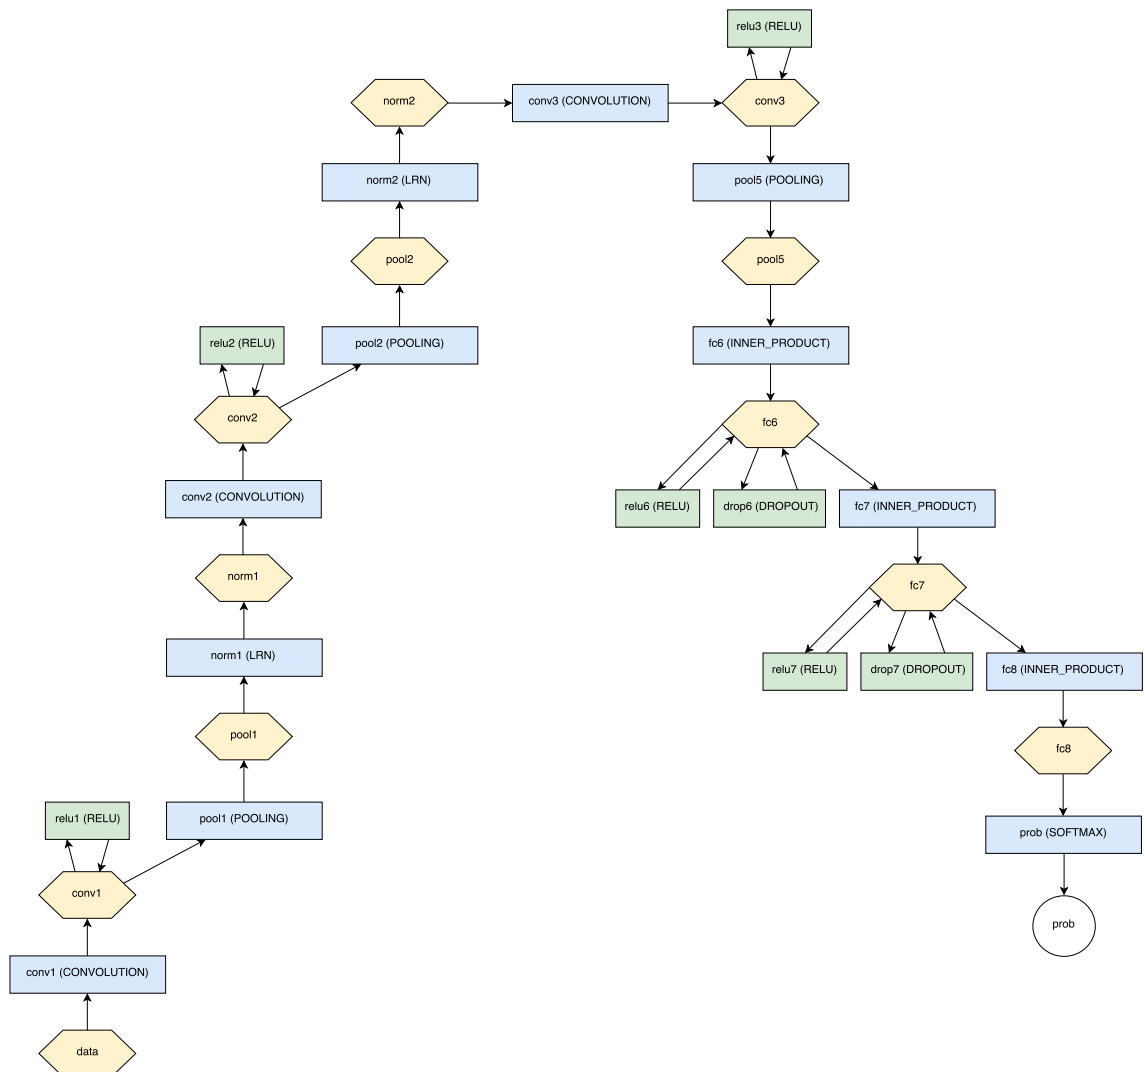 relu3 (RELU)
norm2
conv3 (CONVOLUTION)
conv3
norm2 (LRN)
pool5 (POOLING)
pool2
pool5
relu2 (RELU)
pool2 (POOLING)
fc6 (INNER_PRODUCT)
conv2
fc6
conv2 (CONVOLUTION)
relu6 (RELU)
drop6 (DROPOUT)
fc7 (INNER_PRODUCT)
norm1
fc7
norm1 (LRN)
relu7 (RELU)
drop7 (DROPOUT)
fc8 (INNER_PRODUCT)
pool1
fc8
relu1 (RELU)
pool1 (POOLING)
prob (SOFTMAX)
conv1
prob
conv1 (CONVOLUTION)
data